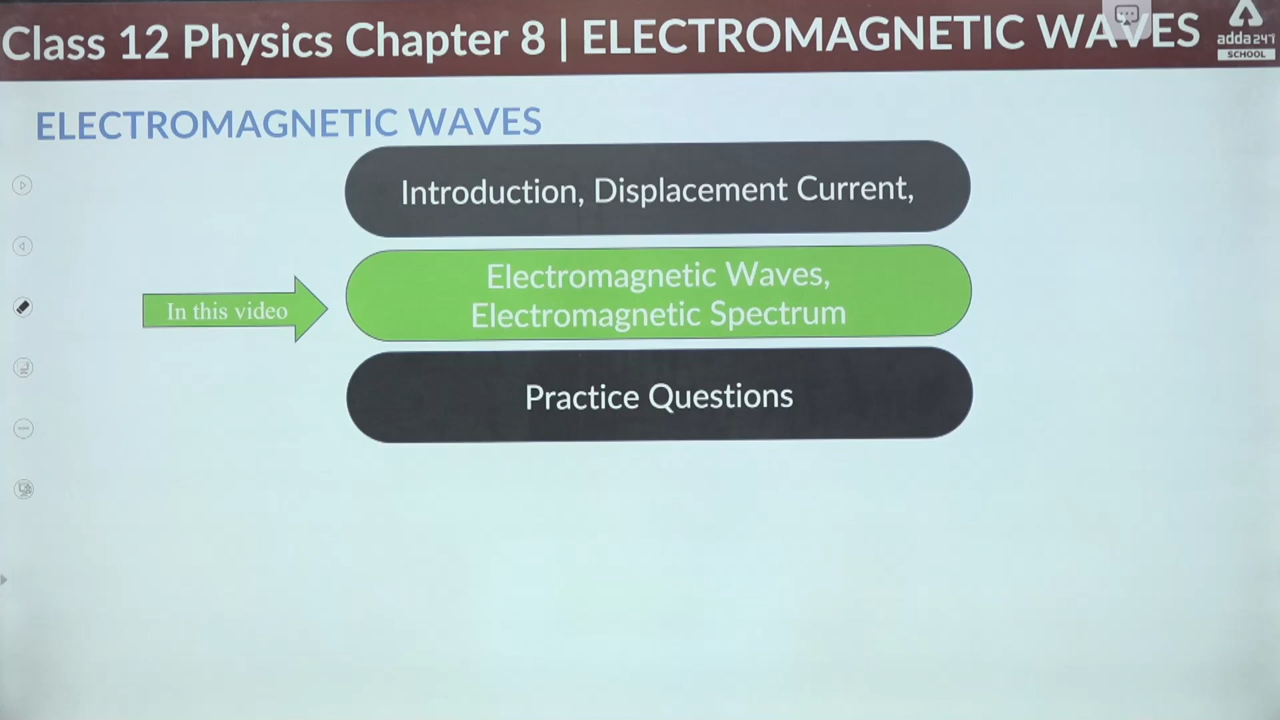 Class 12 Physics Chapter 8 | ELECTROMAGNETIC WAVES
adda247
SCHOOL
ELECTROMAGNETIC WAVES
Introduction, Displacement Current,
In this video
Electromagnetic Waves,
Electromagnetic Spectrum
Practice Questions